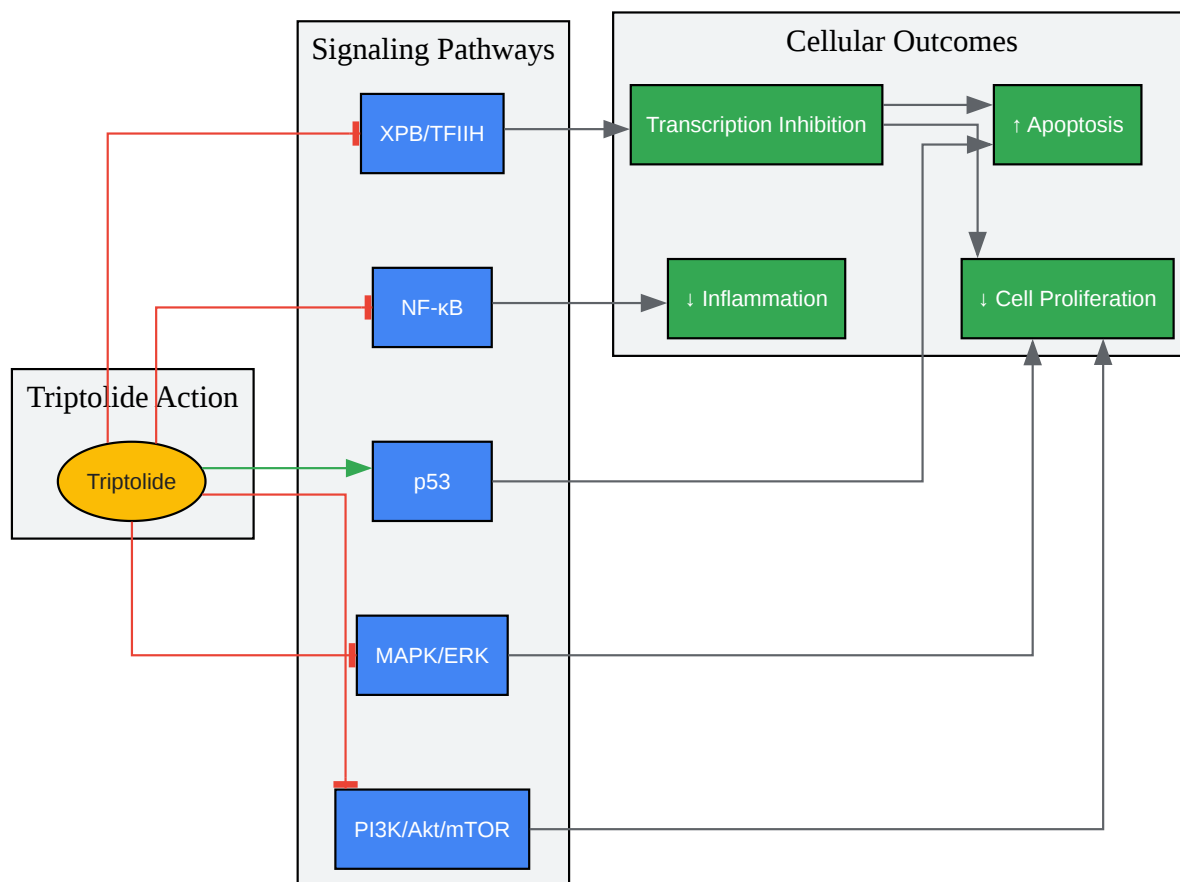 Signaling Pathways
Cellular Outcomes
XPB/TFIIH
Transcription Inhibition
↑ Apoptosis
NF-κB
↓ Inflammation
↓ Cell Proliferation
Triptolide Action
Triptolide
p53
MAPK/ERK
PI3K/Akt/mTOR